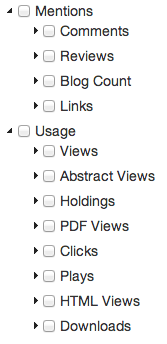 Mentions
Comments
Reviews
Blog Count
Links
Usage
Views
Abstract Views
Holdings
PDF Views
Clicks
Plays
HTML Views
Downloads